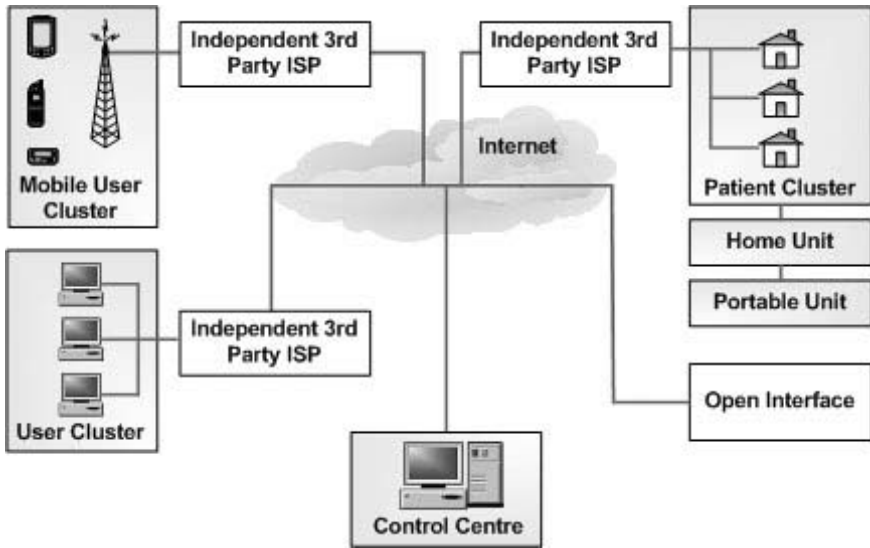 Independent 3rd
Party ISP
Independent 3rd
Party ISP
Internet
Mobile User
Cluster
Patient Cluster
Home Unit
Portable Unit
Independent 3rd
Party ISP
User Cluster
Open Interface
Control Centre